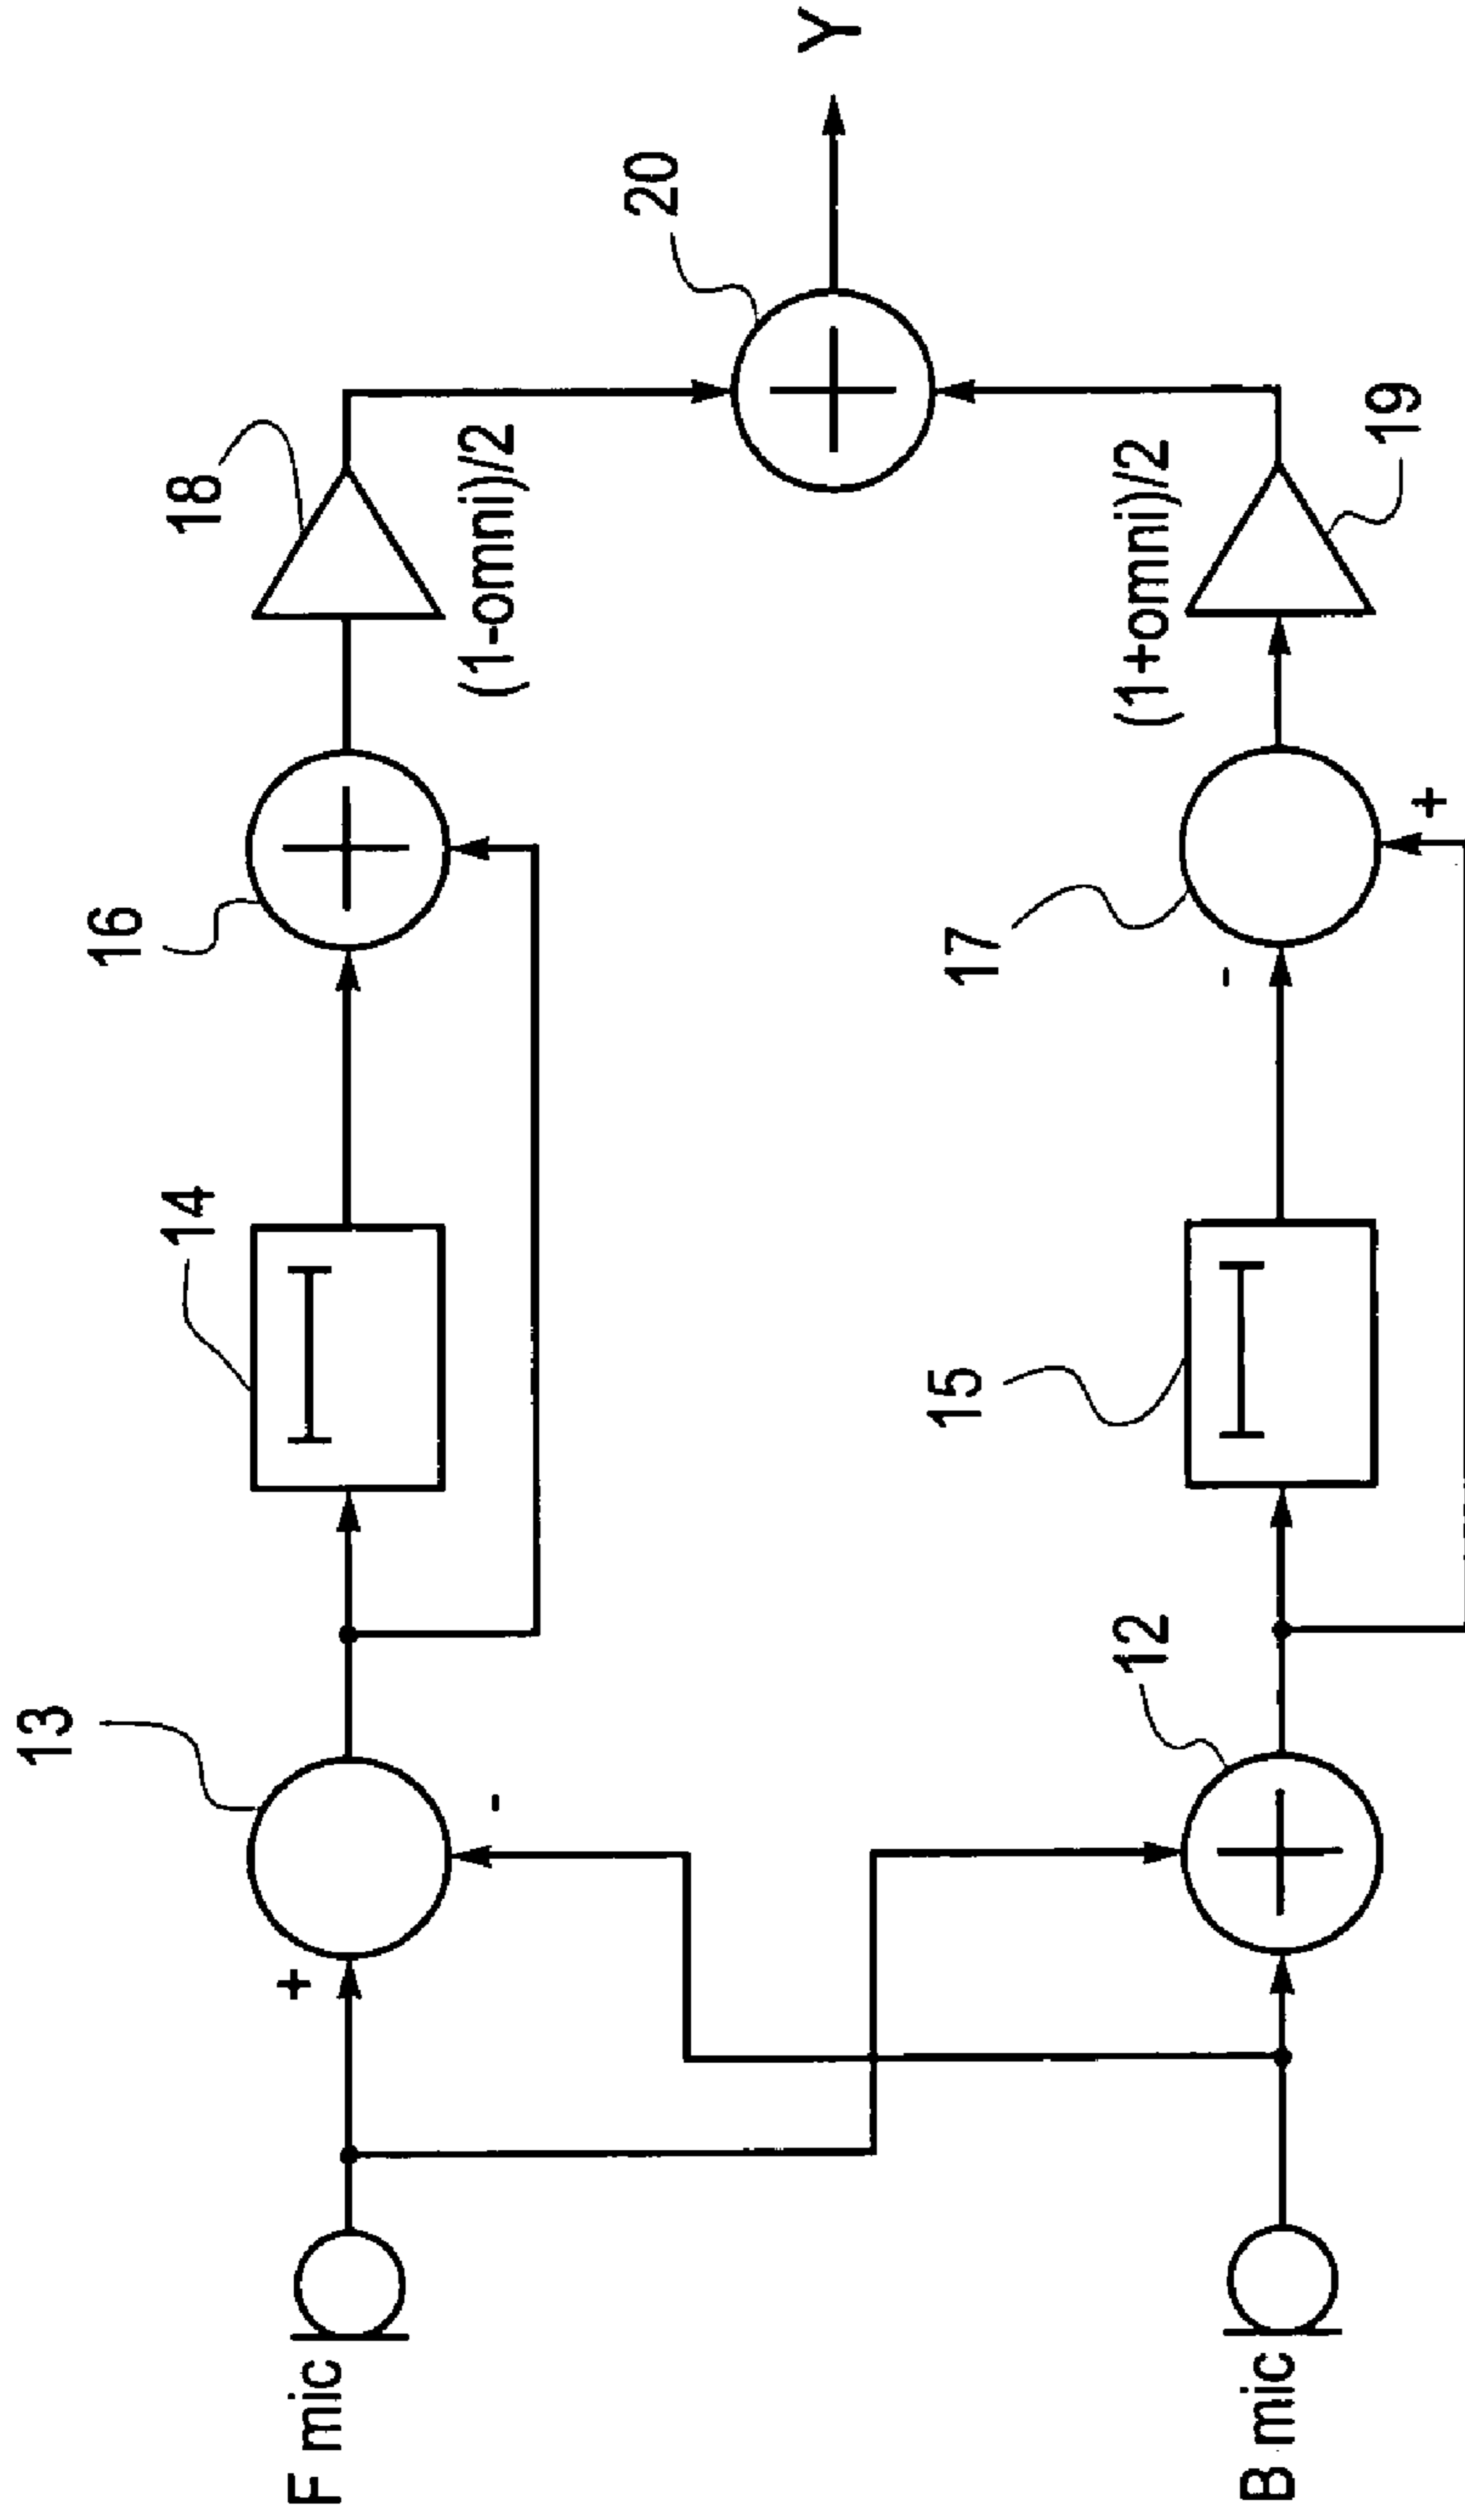 F mic
+
13
-
14
16
18
(1-omni)/2
20
Y
B mic
12
15
-
17
+
(1+omni)/2
19